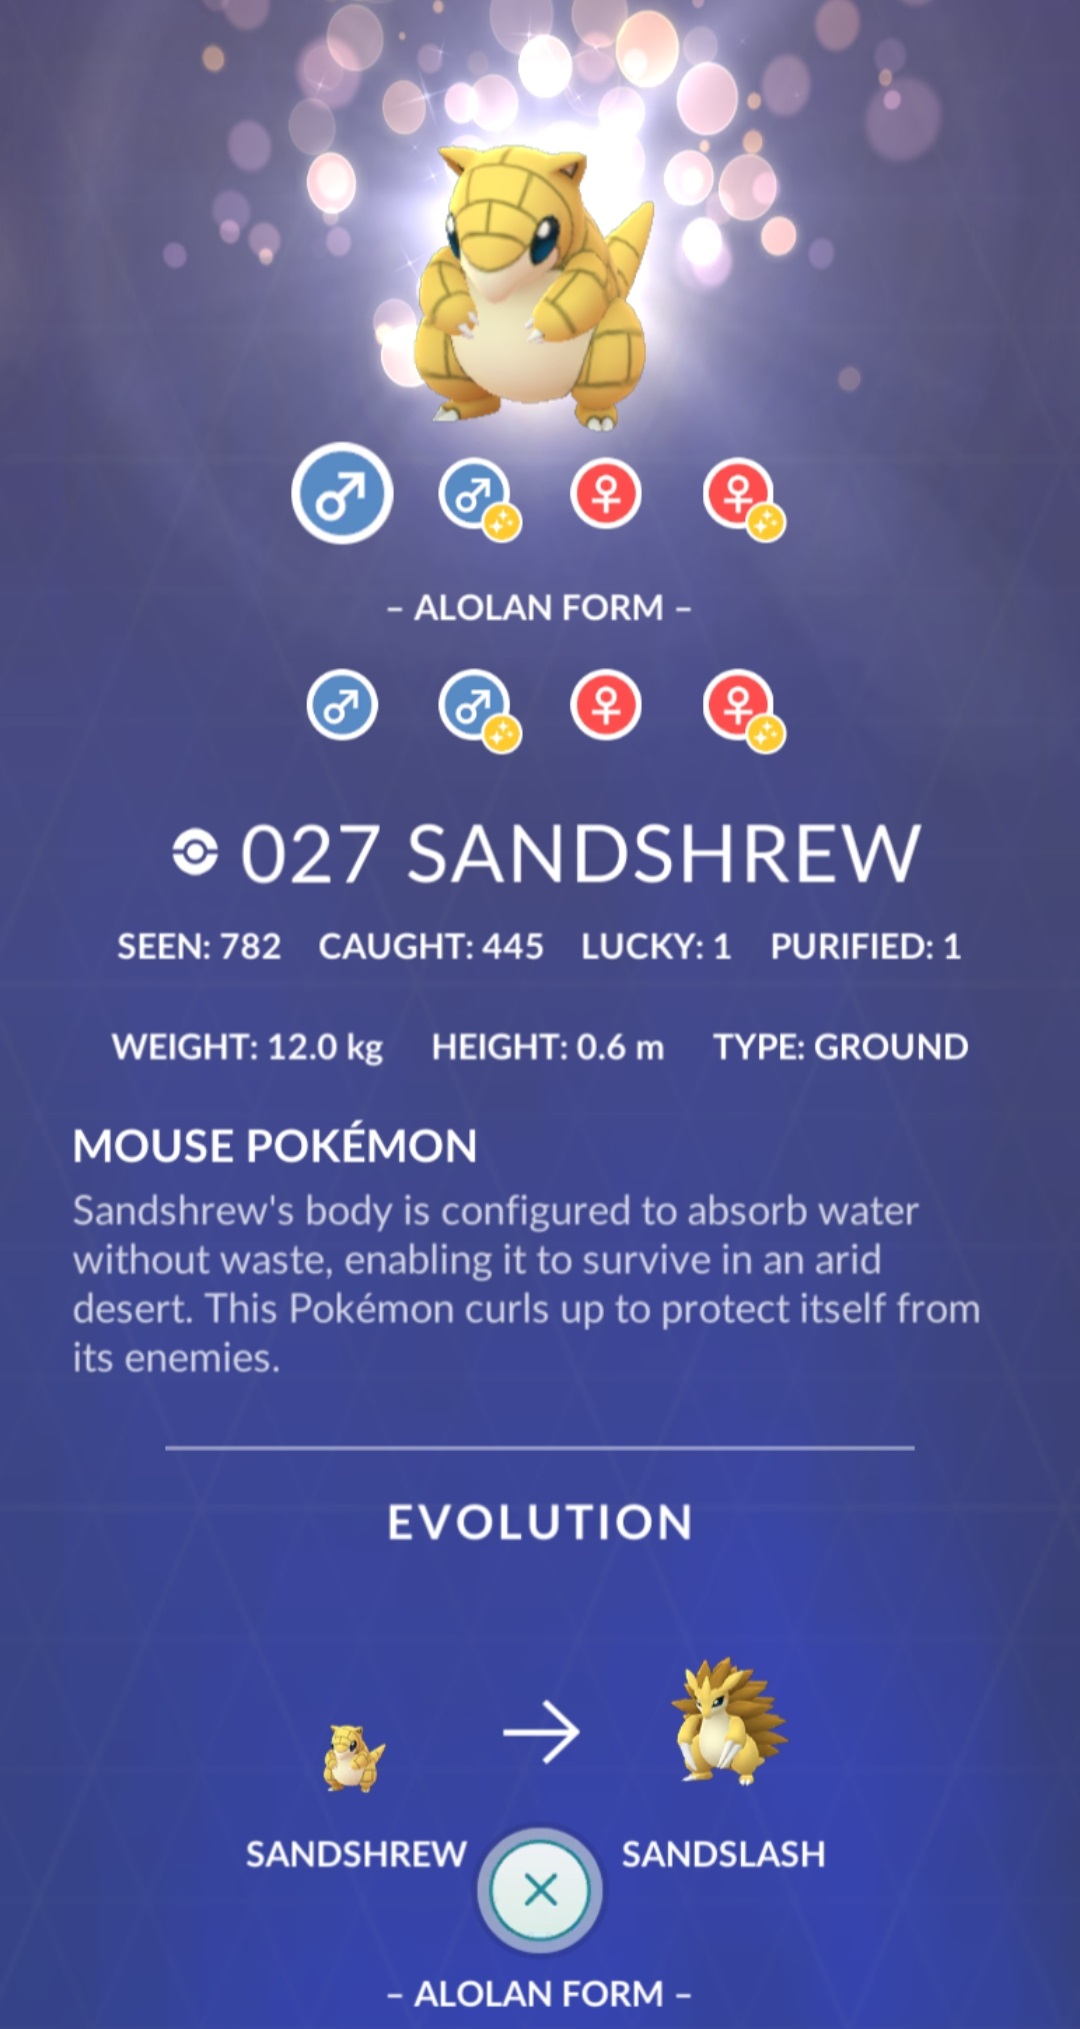 – ALOLAN FORM –
027 SANDSHREW
SEEN: 782 CAUGHT: 445 LUCKY: 1 PURIFIED: 1
WEIGHT: 12.0 kg HEIGHT: 0.6 m TYPE: GROUND
MOUSE POKÉMON
Sandshrew's body is configured to absorb water
without waste, enabling it to survive in an arid
desert. This Pokémon curls up to protect itself from
its enemies.
EVOLUTION
SANDSHREW SANDSLASH
– ALOLAN FORM –